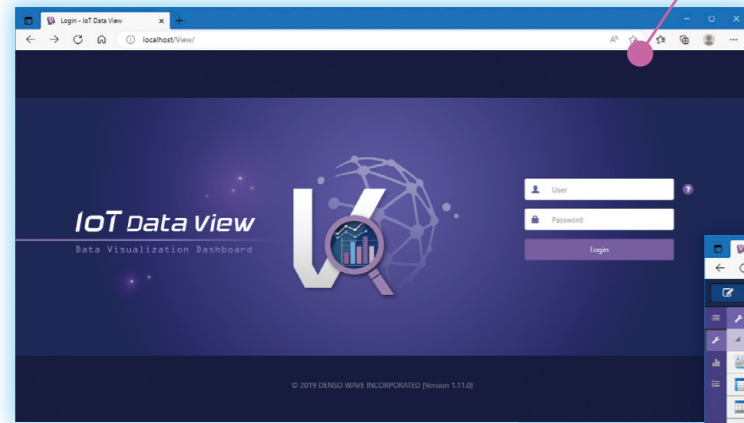 Login - IoT Data View
localhost/View/
User
IoT Data View
Password
Data Visualization Dashboard
Login
© 2019 DENSO WAVE INCORPORATED [Version 1.11.0]